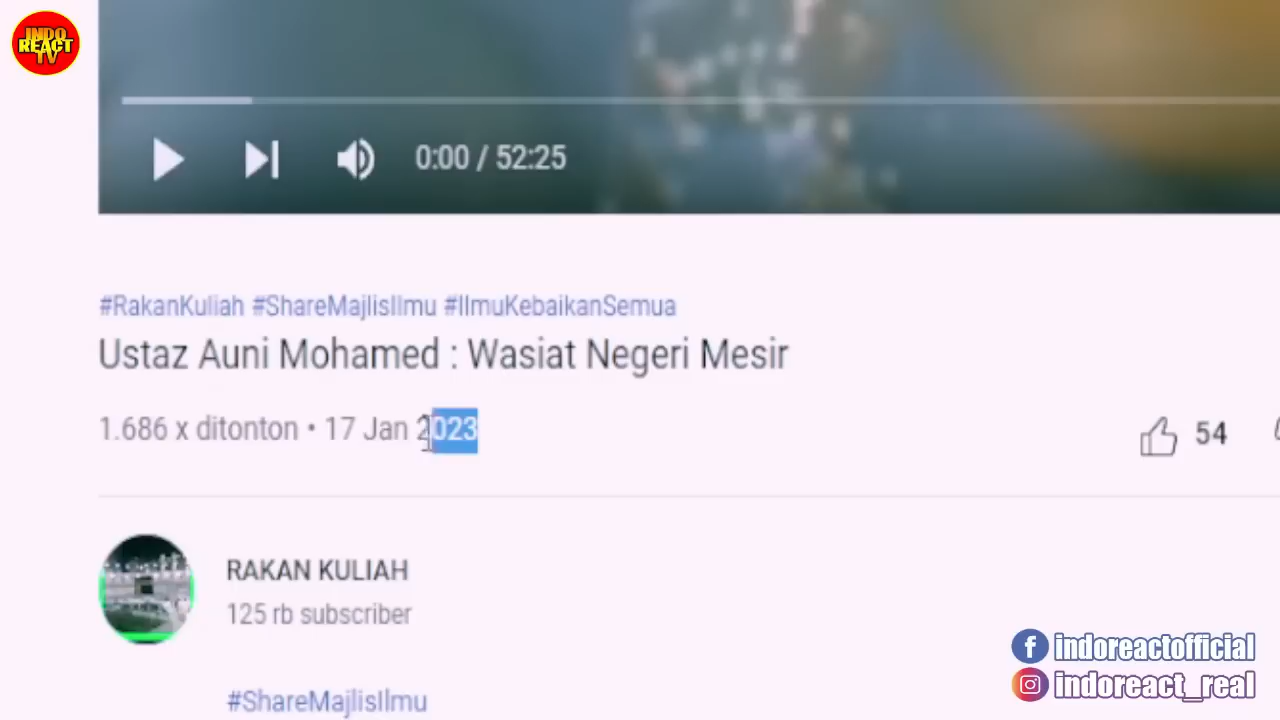 INDO
REACT
TV
0:00 / 52:25
#RakanKuliah #ShareMajlisIlmu #IlmuKebaikanSemua
Ustaz Auni Mohamed : Wasiat Negeri Mesir
1.686 x ditonton • 17 Jan 2023
54
RAKAN KULIAH
125 rb subscriber
#ShareMajlisIlmu
indoreactofficial
indoreact_real